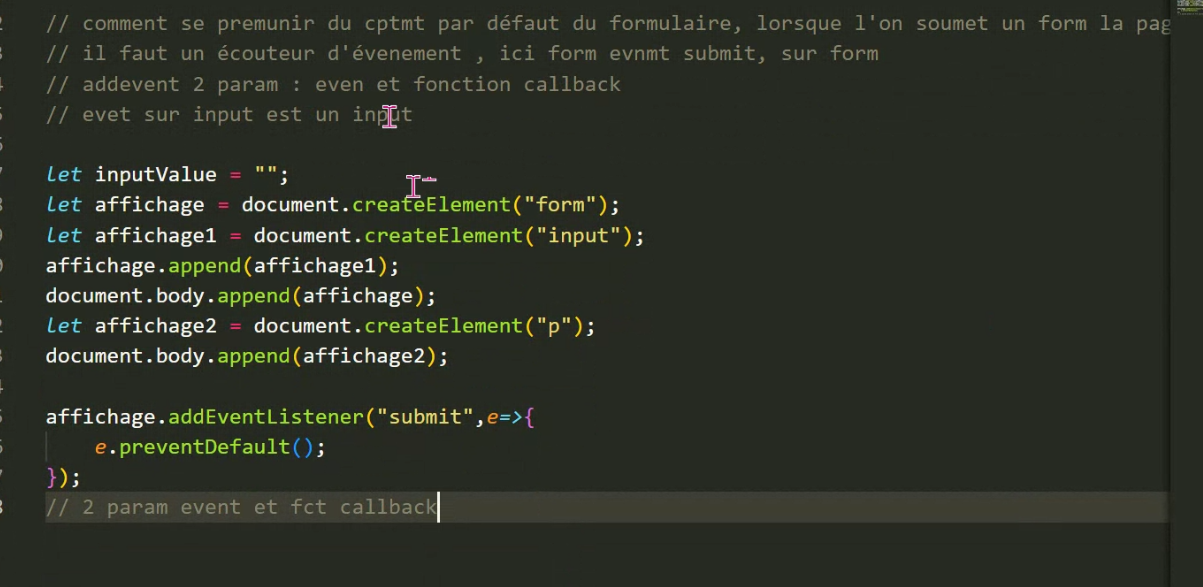 // comment se premunir du cptmt par défaut du formulaire, lorsque l'on soumet un form la pag
// il faut un écouteur d'évenement , ici form evnmt submit, sur form
// addevent 2 param : even et fonction callback
// evet sur input est un input
let inputValue = "";
let affichage = document.createElement("form");
let affichage1 = document.createElement("input");
affichage.append(affichage1);
document.body.append(affichage);
let affichage2 = document.createElement("p");
document.body.append(affichage2);
affichage.addEventListener("submit",e=>{
    e.preventDefault();
});
// 2 param event et fct callback